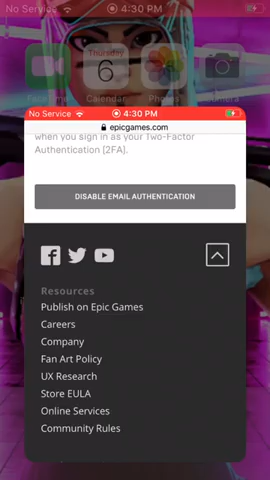 No Service 4:30 PM
Thursday
6
FaceTime Calendar Photos Camera
No Service 4:30 PM
epicgames.com
when you sign in as your Two-Factor
Authentication (2FA).
DISABLE EMAIL AUTHENTICATION
Resources
Publish on Epic Games
Careers
Company
Fan Art Policy
UX Research
Store EULA
Online Services
Community Rules